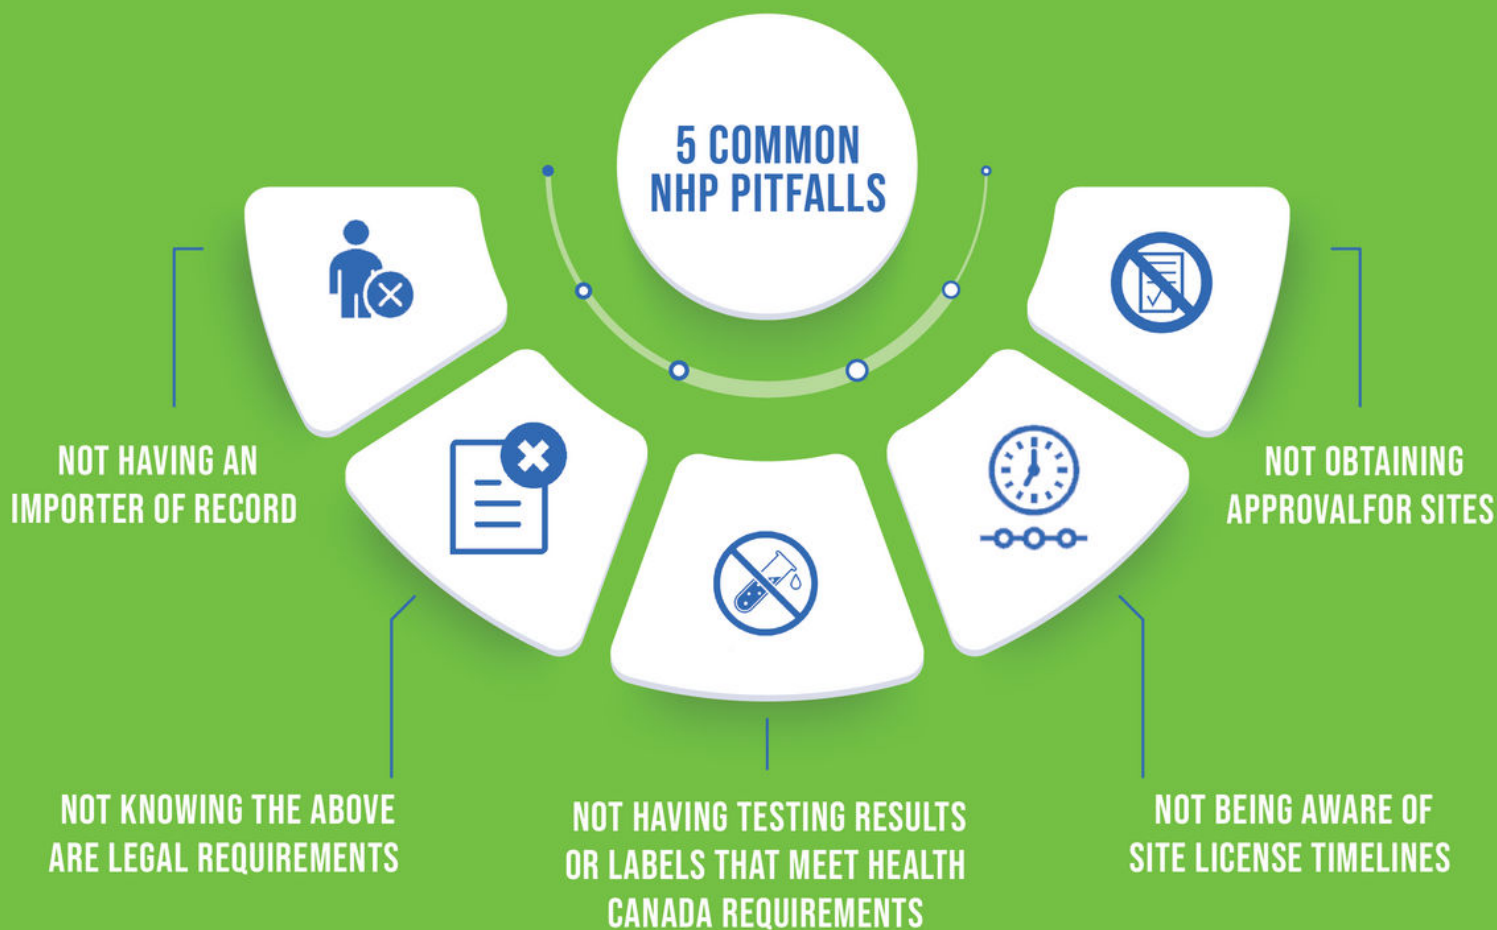 5 COMMON
NHP PITFALLS
NOT HAVING AN
IMPORTER OF RECORD
NOT KNOWING THE ABOVE
ARE LEGAL REQUIREMENTS
NOT HAVING TESTING RESULTS
OR LABELS THAT MEET HEALTH
CANADA REQUIREMENTS
NOT BEING AWARE OF
SITE LICENSE TIMELINES
NOT OBTAINING
APPROVALFOR SITES